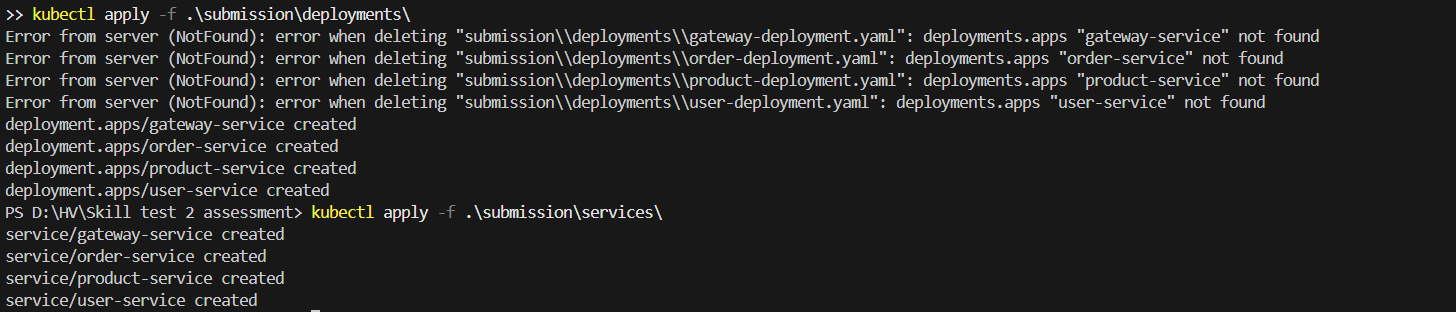 >> kubectl apply -f .\submission\deployments\
Error from server (NotFound): error when deleting "submission\\deployments\\gateway-deployment.yaml": deployments.apps "gateway-service" not found
Error from server (NotFound): error when deleting "submission\\deployments\\order-deployment.yaml": deployments.apps "order-service" not found
Error from server (NotFound): error when deleting "submission\\deployments\\product-deployment.yaml": deployments.apps "product-service" not found
Error from server (NotFound): error when deleting "submission\\deployments\\user-deployment.yaml": deployments.apps "user-service" not found
deployment.apps/gateway-service created
deployment.apps/order-service created
deployment.apps/product-service created
deployment.apps/user-service created
PS D:\HV\Skill test 2 assessment> kubectl apply -f .\submission\services\
service/gateway-service created
service/order-service created
service/product-service created
service/user-service created